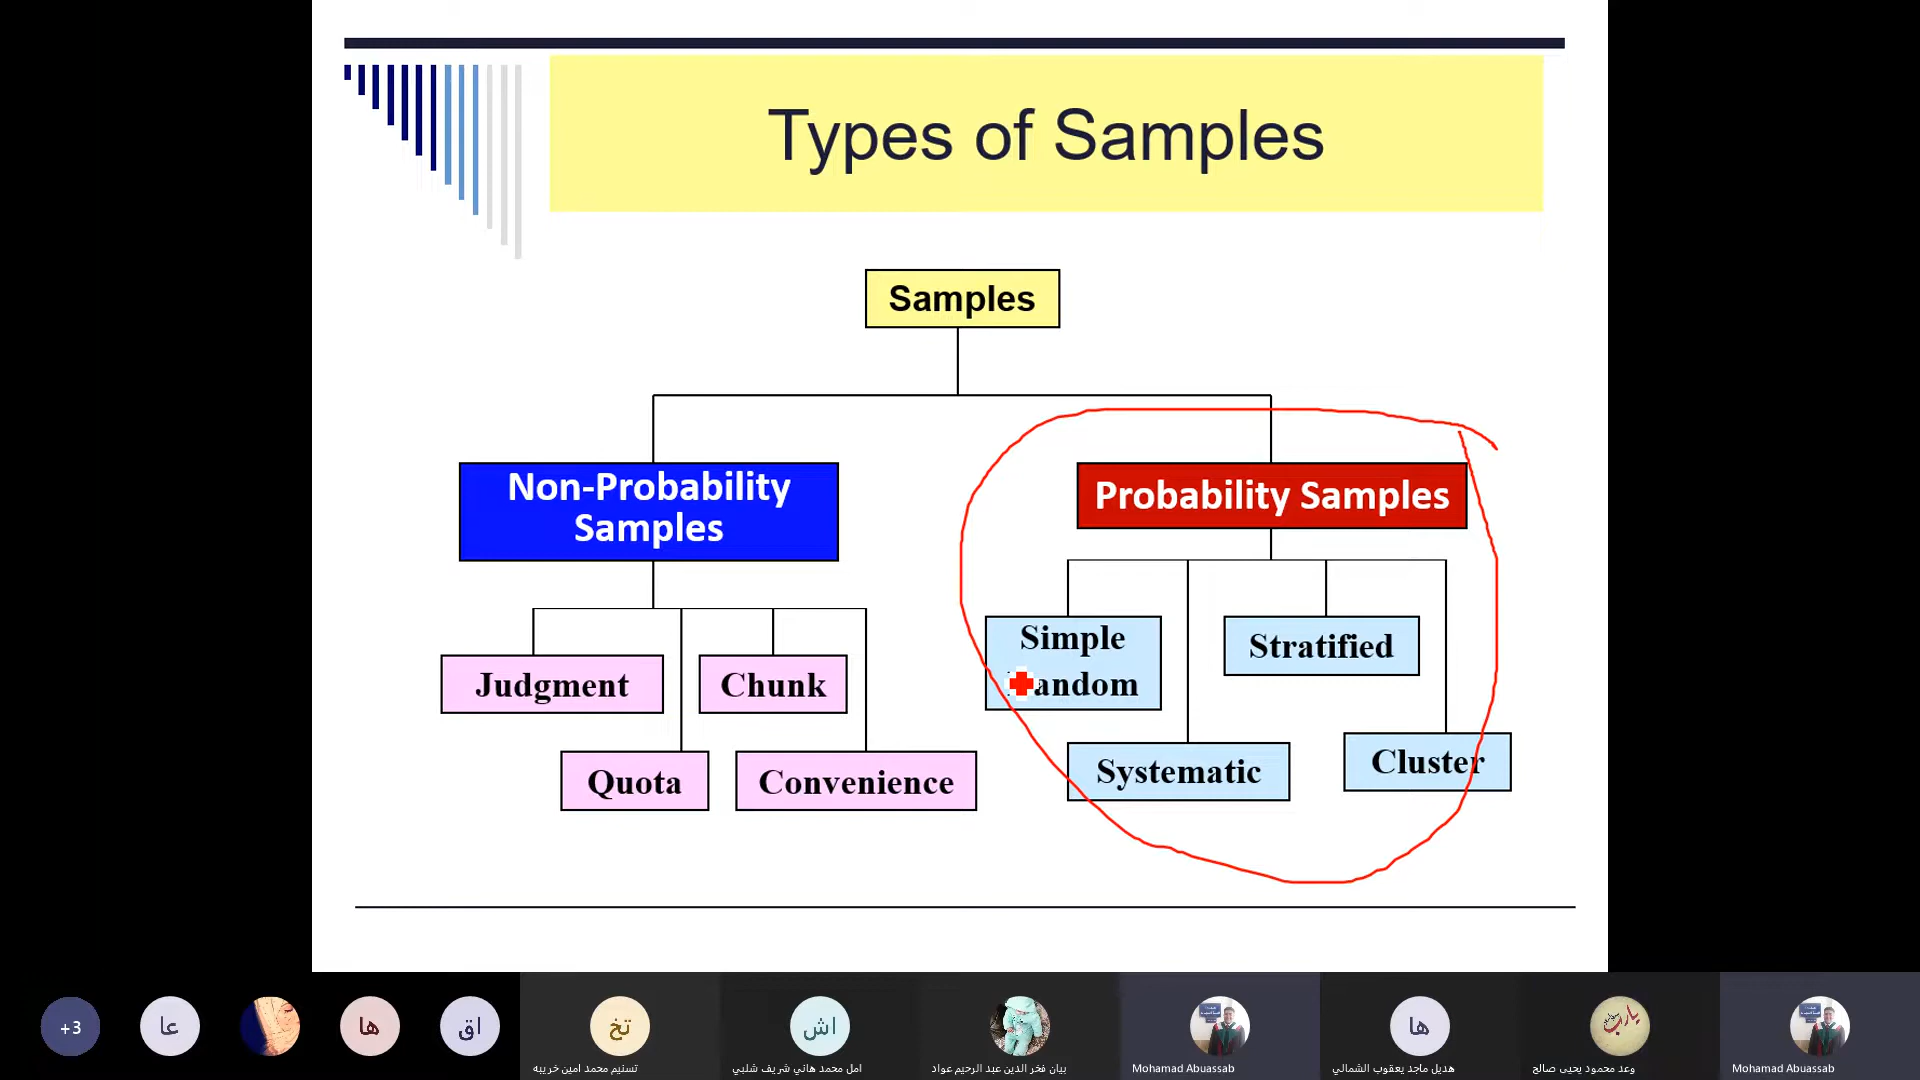 Types of Samples
Samples
Non-Probability
Samples
Probability Samples
Simple
Random
Stratified
Judgment
Chunk
Systematic
Cluster
Quota
Convenience
+3
عا
ها
اق
تخ
اش
ها
يارب
تسنيم محمد امين خريبه
امل محمد هاني شريف شلبي
بيان فخر الدين عبد الرحيم عواد
Mohamad Abuassab
هديل ماجد يعقوب الشمالي
وعد محمود يحيى صالح
Mohamad Abuassab